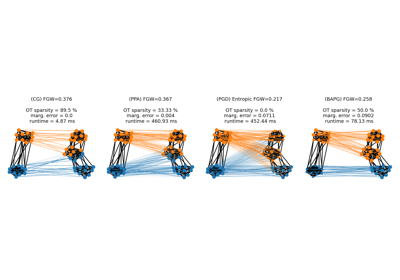 (CG) FGW=0.376
OT sparsity = 89.5 %
marg. error = 0.0
runtime = 4.87 ms
(PPA) FGW=0.367
OT sparsity = 33.33 %
marg. error = 0.004
runtime = 460.93 ms
(PGD) Entropic FGW=0.217
OT sparsity = 0.0 %
marg. error = 0.0711
runtime = 452.44 ms
(BAPG) FGW=0.258
OT sparsity = 50.0 %
marg. error = 0.0902
runtime = 78.13 ms